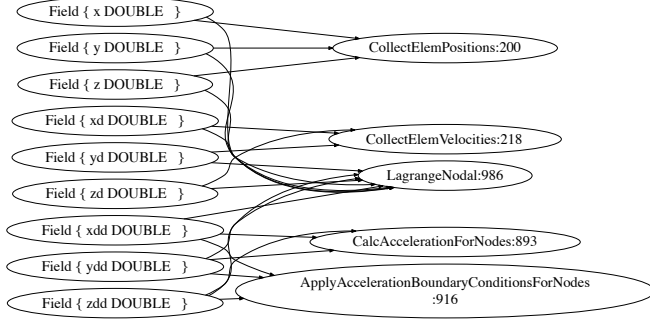 Field { x DOUBLE }
Field { y DOUBLE }
CollectElemPositions:200
Field { z DOUBLE }
Field { xd DOUBLE }
CollectElemVelocities:218
Field { yd DOUBLE }
LagrangeNodal:986
Field { zd DOUBLE }
Field { xdd DOUBLE }
CalcAccelerationForNodes:893
Field { ydd DOUBLE }
ApplyAccelerationBoundaryConditionsForNodes
:916
Field { zdd DOUBLE }